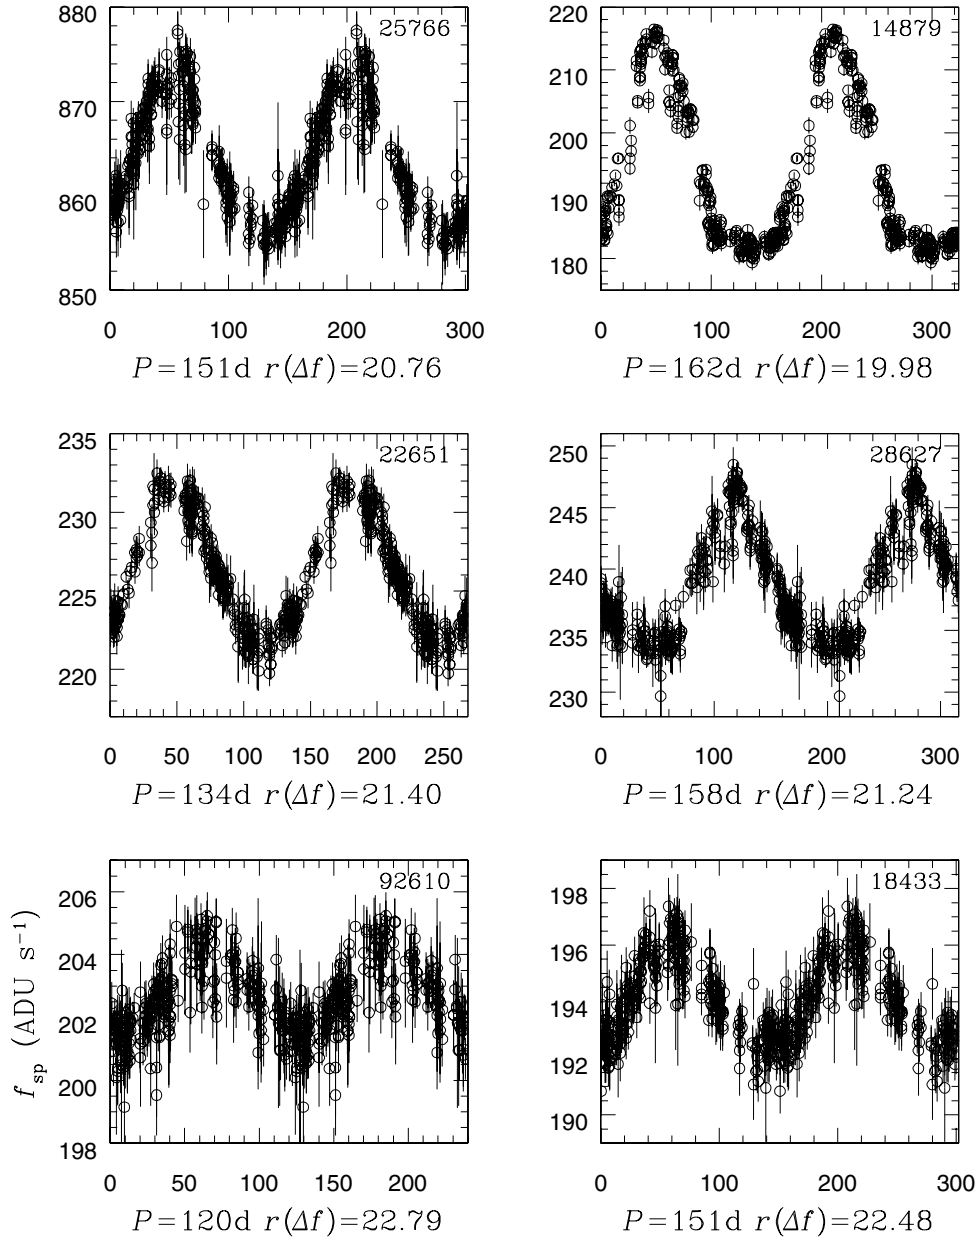 880
25766
870
860
850
0 100 200 300
P=151d r(Δf)=20.76
220
14879
210
200
190
180
0 100 200 300
P=162d r(Δf)=19.98
235
22651
230
225
220
0 50 100 150 200 250
P=134d r(Δf)=21.40
250
28627
245
240
235
230
0 100 200 300
P=158d r(Δf)=21.24
206
92610
204
202
200
198
f_sp (ADU s⁻¹)
0 50 100 150 200
P=120d r(Δf)=22.79
198
18433
196
194
192
190
0 100 200 300
P=151d r(Δf)=22.48